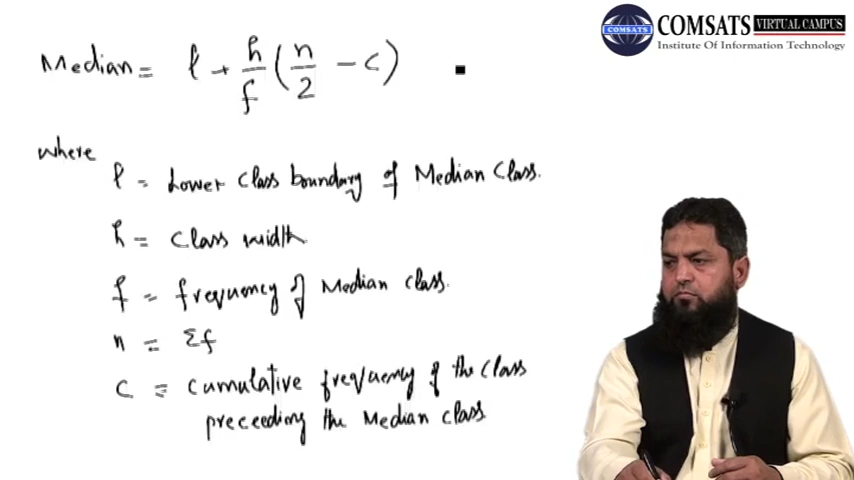 COMSATS VIRTUAL CAMPUS
COMSATS
Institute Of Information Technology
Median = l + h/f (n/2 - c)
where
l = Lower class boundary of Median class.
h = class width
f = frequency of Median class.
n = Σf
c = cumulative frequency of the class
preceeding the Median class